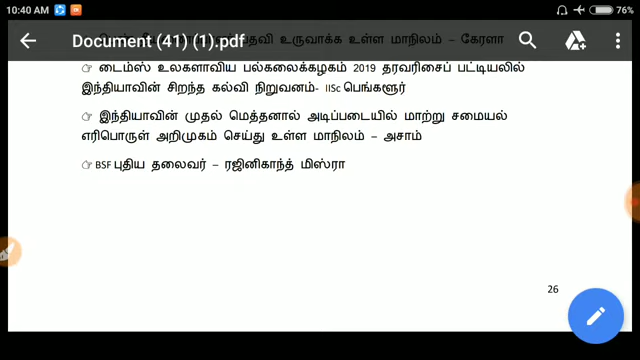 10:40 AM
76%
Document (41) (1).pdf
பதவி உருவாக்க உள்ள மாநிலம் – கேரளா
டைம்ஸ் உலகளாவிய பல்கலைக்கழகம் 2019 தரவரிசைப் பட்டியலில்
இந்தியாவின் சிறந்த கல்வி நிறுவனம்- IISc பெங்களூர்
இந்தியாவின் முதல் மெத்தனால் அடிப்படையில் மாற்று சமையல்
எரிபொருள் அறிமுகம் செய்து உள்ள மாநிலம் – அசாம்
BSF புதிய தலைவர் – ரஜினிகாந்த் மிஸ்ரா
26